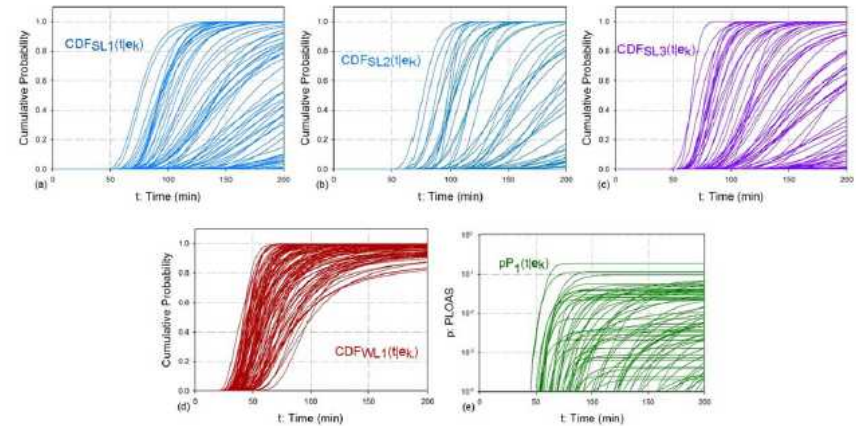 1.0
0.8
0.6
0.4
0.2
0.0
Cumulative Probability
CDFSL1(t|ek)
(a)
0 50 100 150 200
t: Time (min)
1.0
0.8
0.6
0.4
0.2
0.0
Cumulative Probability
CDFSL2(t|ek)
(b)
0 50 100 150 200
t: Time (min)
1.0
0.8
0.6
0.4
0.2
0.0
Cumulative Probability
CDFSL3(t|ek)
(c)
0 50 100 150 200
t: Time (min)
1.0
0.8
0.6
0.4
0.2
0.0
Cumulative Probability
CDFWL1(t|ek)
(d)
0 50 100 150 200
t: Time (min)
10⁰
10⁻¹
10⁻²
p: PLOAS
pP1(t|ek)
(e)
0 50 100 150 200
t: Time (min)